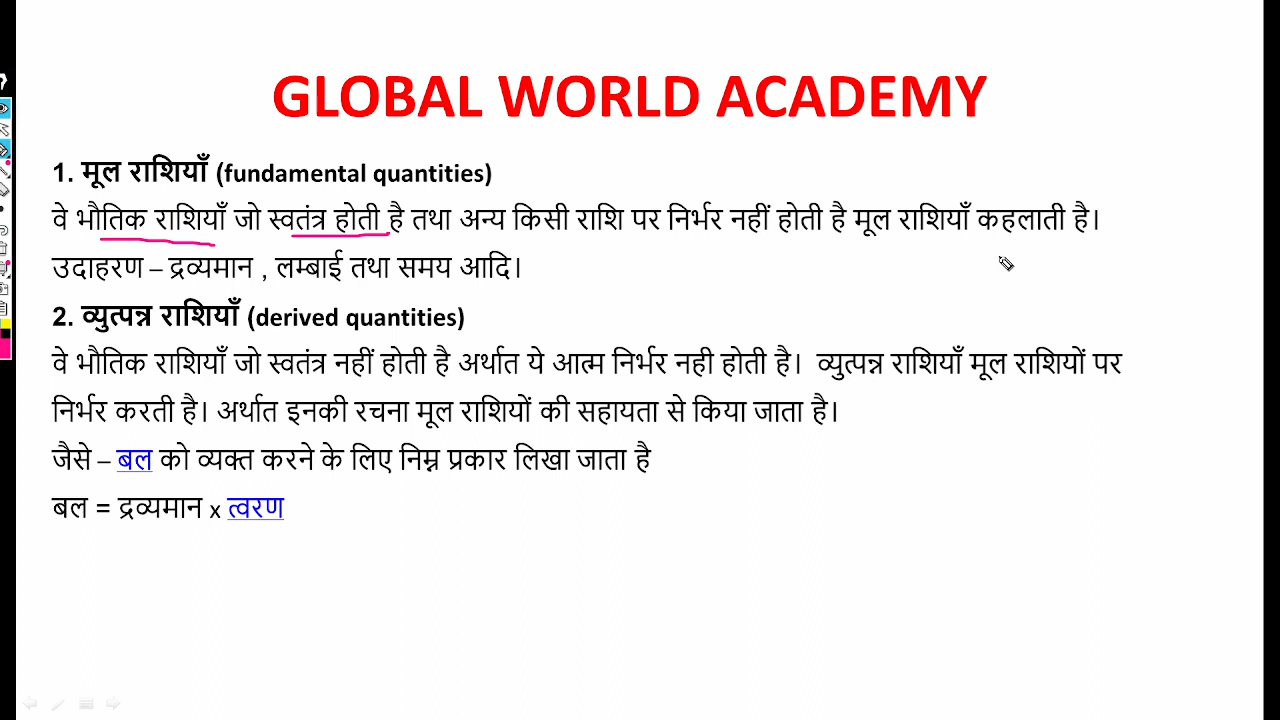 GLOBAL WORLD ACADEMY
1. मूल राशियाँ (fundamental quantities)
वे भौतिक राशियाँ जो स्वतंत्र होती है तथा अन्य किसी राशि पर निर्भर नहीं होती है मूल राशियाँ कहलाती है।
उदाहरण – द्रव्यमान , लम्बाई तथा समय आदि।
2. व्युत्पन्न राशियाँ (derived quantities)
वे भौतिक राशियाँ जो स्वतंत्र नहीं होती है अर्थात ये आत्म निर्भर नही होती है।  व्युत्पन्न राशियाँ मूल राशियों पर
निर्भर करती है। अर्थात इनकी रचना मूल राशियों की सहायता से किया जाता है।
जैसे – बल को व्यक्त करने के लिए निम्न प्रकार लिखा जाता है
बल = द्रव्यमान x त्वरण